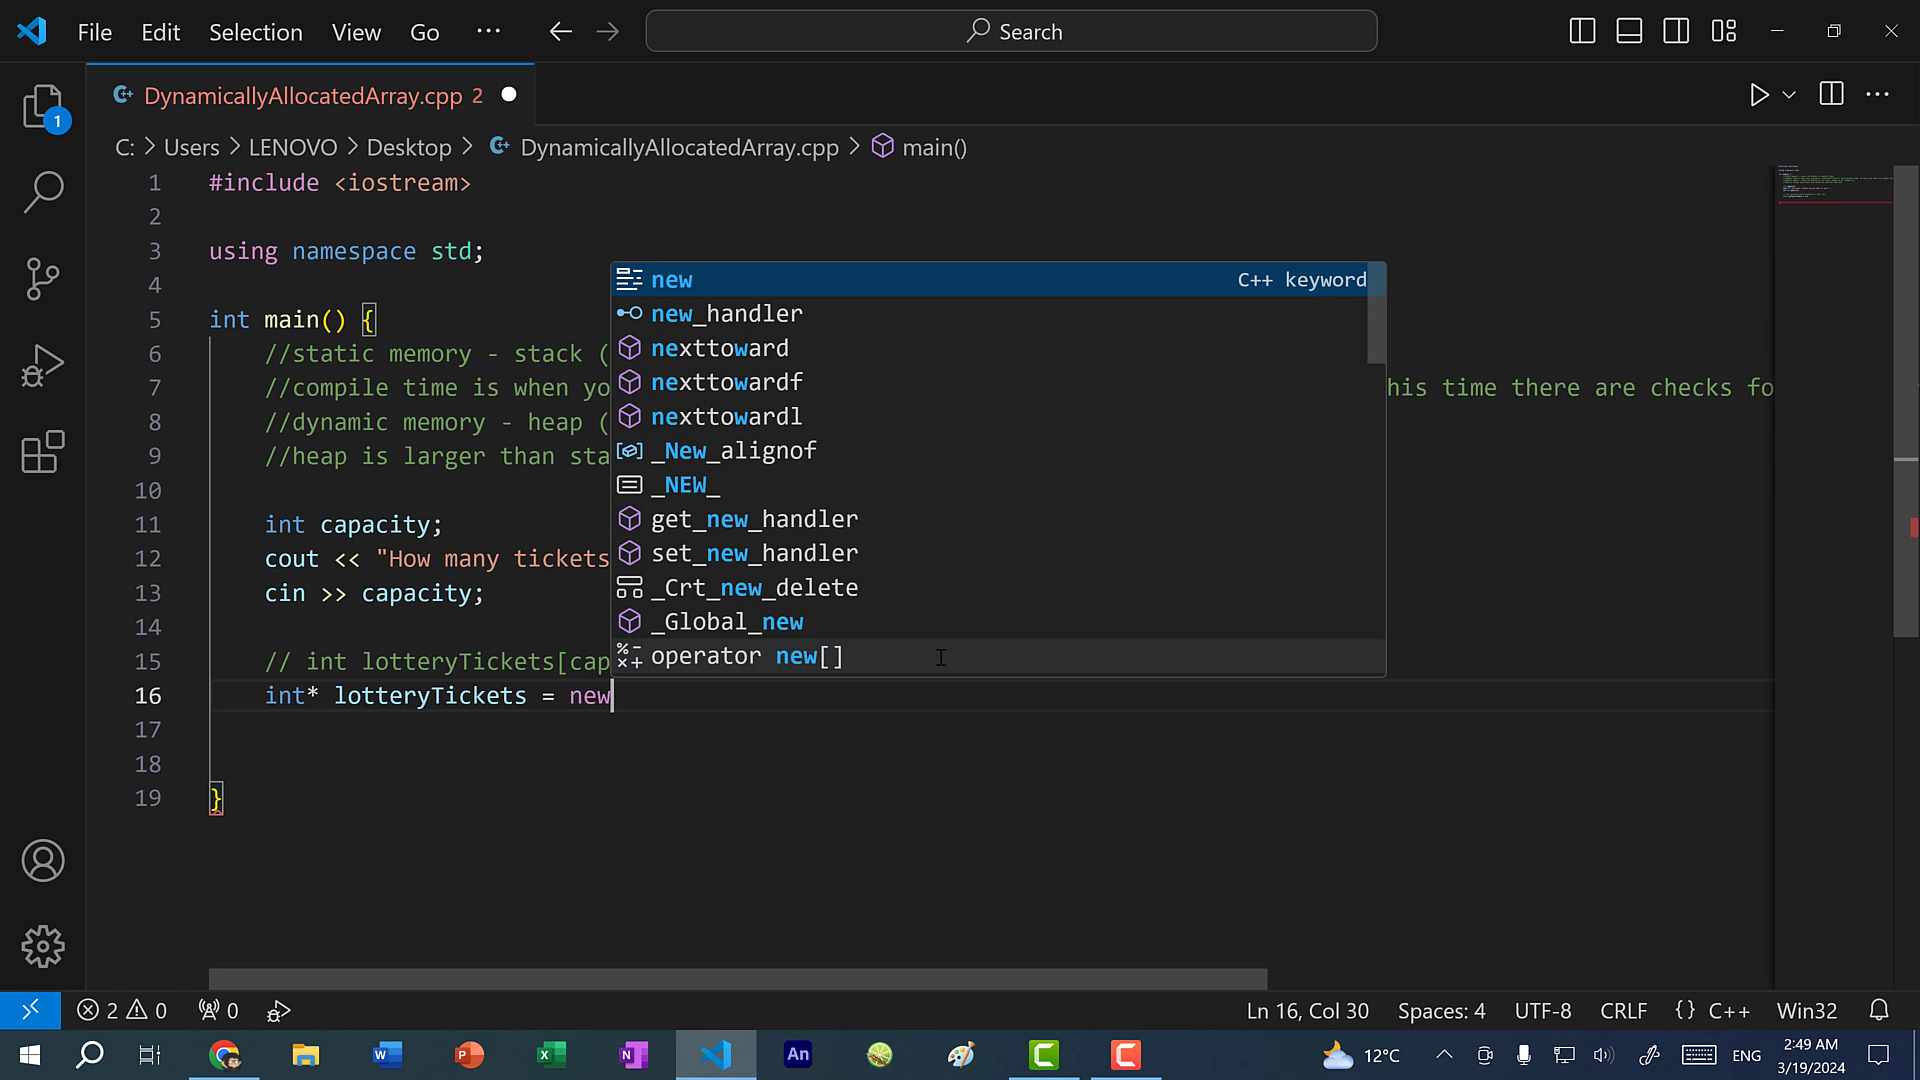 File Edit Selection View Go ... Search
DynamicallyAllocatedArray.cpp 2
1
C: > Users > LENOVO > Desktop > DynamicallyAllocatedArray.cpp > main()
1 #include <iostream>
2
3 using namespace std;
4
5 int main() {
6 //static memory - stack (
7 //compile time is when yo his time there are checks fo
8 //dynamic memory - heap (
9 //heap is larger than sta
10
11 int capacity;
12 cout << "How many tickets
13 cin >> capacity;
14
15 // int lotteryTickets[cap
16 int* lotteryTickets = new
17
18
19 }
new C++ keyword
new_handler
nexttoward
nexttowardf
nexttowardl
_New_alignof
_NEW_
get_new_handler
set_new_handler
_Crt_new_delete
_Global_new
operator new[]
2 0 0 Ln 16, Col 30 Spaces: 4 UTF-8 CRLF {} C++ Win32
W P X N An C C 12°C ENG 2:49 AM
3/19/2024